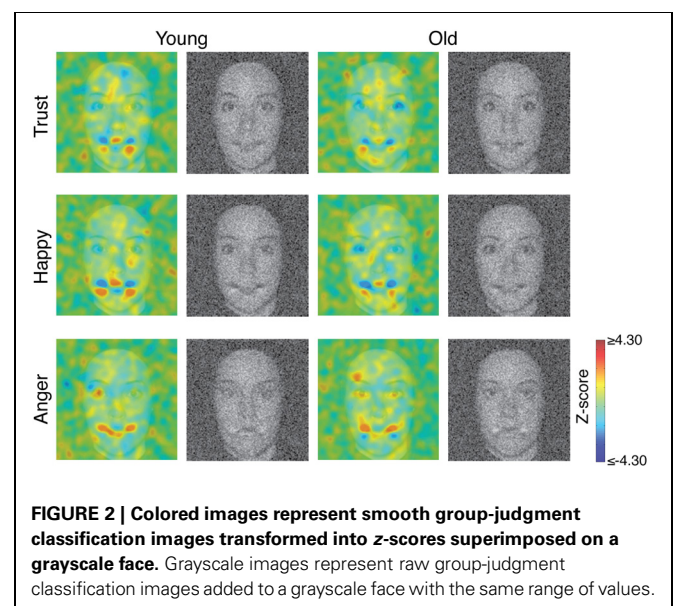 Young
Old
Trust
Happy
Anger
≥4.30
Z-score
≤-4.30
FIGURE 2 | Colored images represent smooth group-judgment
classification images transformed into z-scores superimposed on a
grayscale face. Grayscale images represent raw group-judgment
classification images added to a grayscale face with the same range of values.